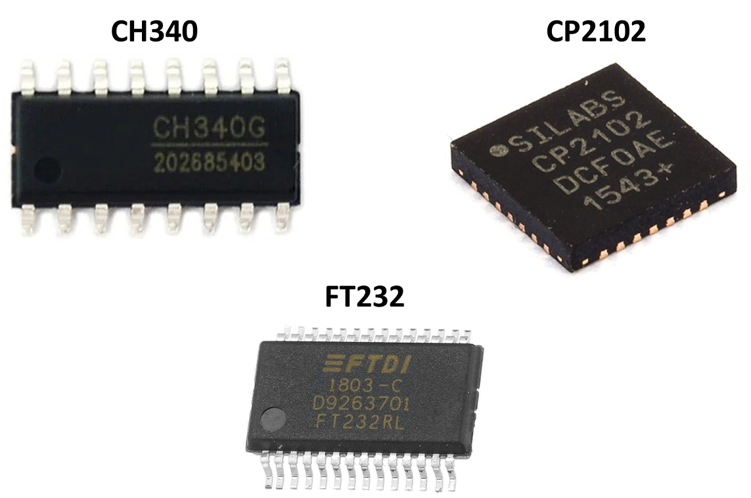 CH340
CP2102
CH340G
202685403
SILABS
CP2102
DCF0AE
1543+
FT232
FTDI
1803-C
D9263701
FT232RL